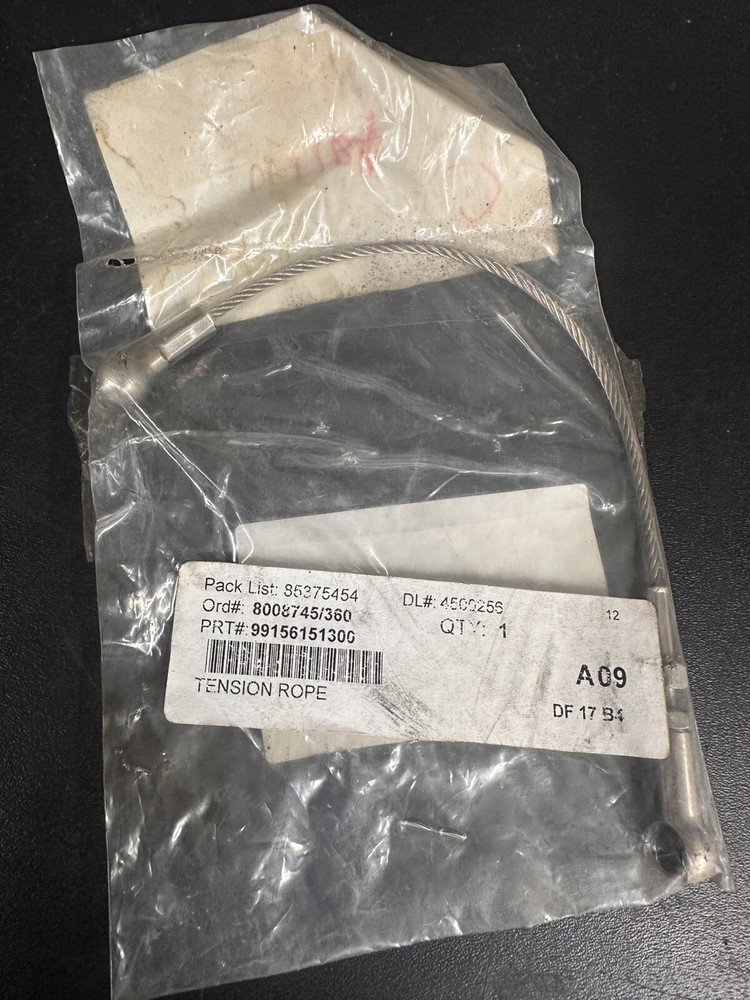 Pack List: 85375454
DL#: 4500256
12
Ord#: 8008745/360
QTY: 1
PRT#: 99156151300
A09
TENSION ROPE
DF 17 B4